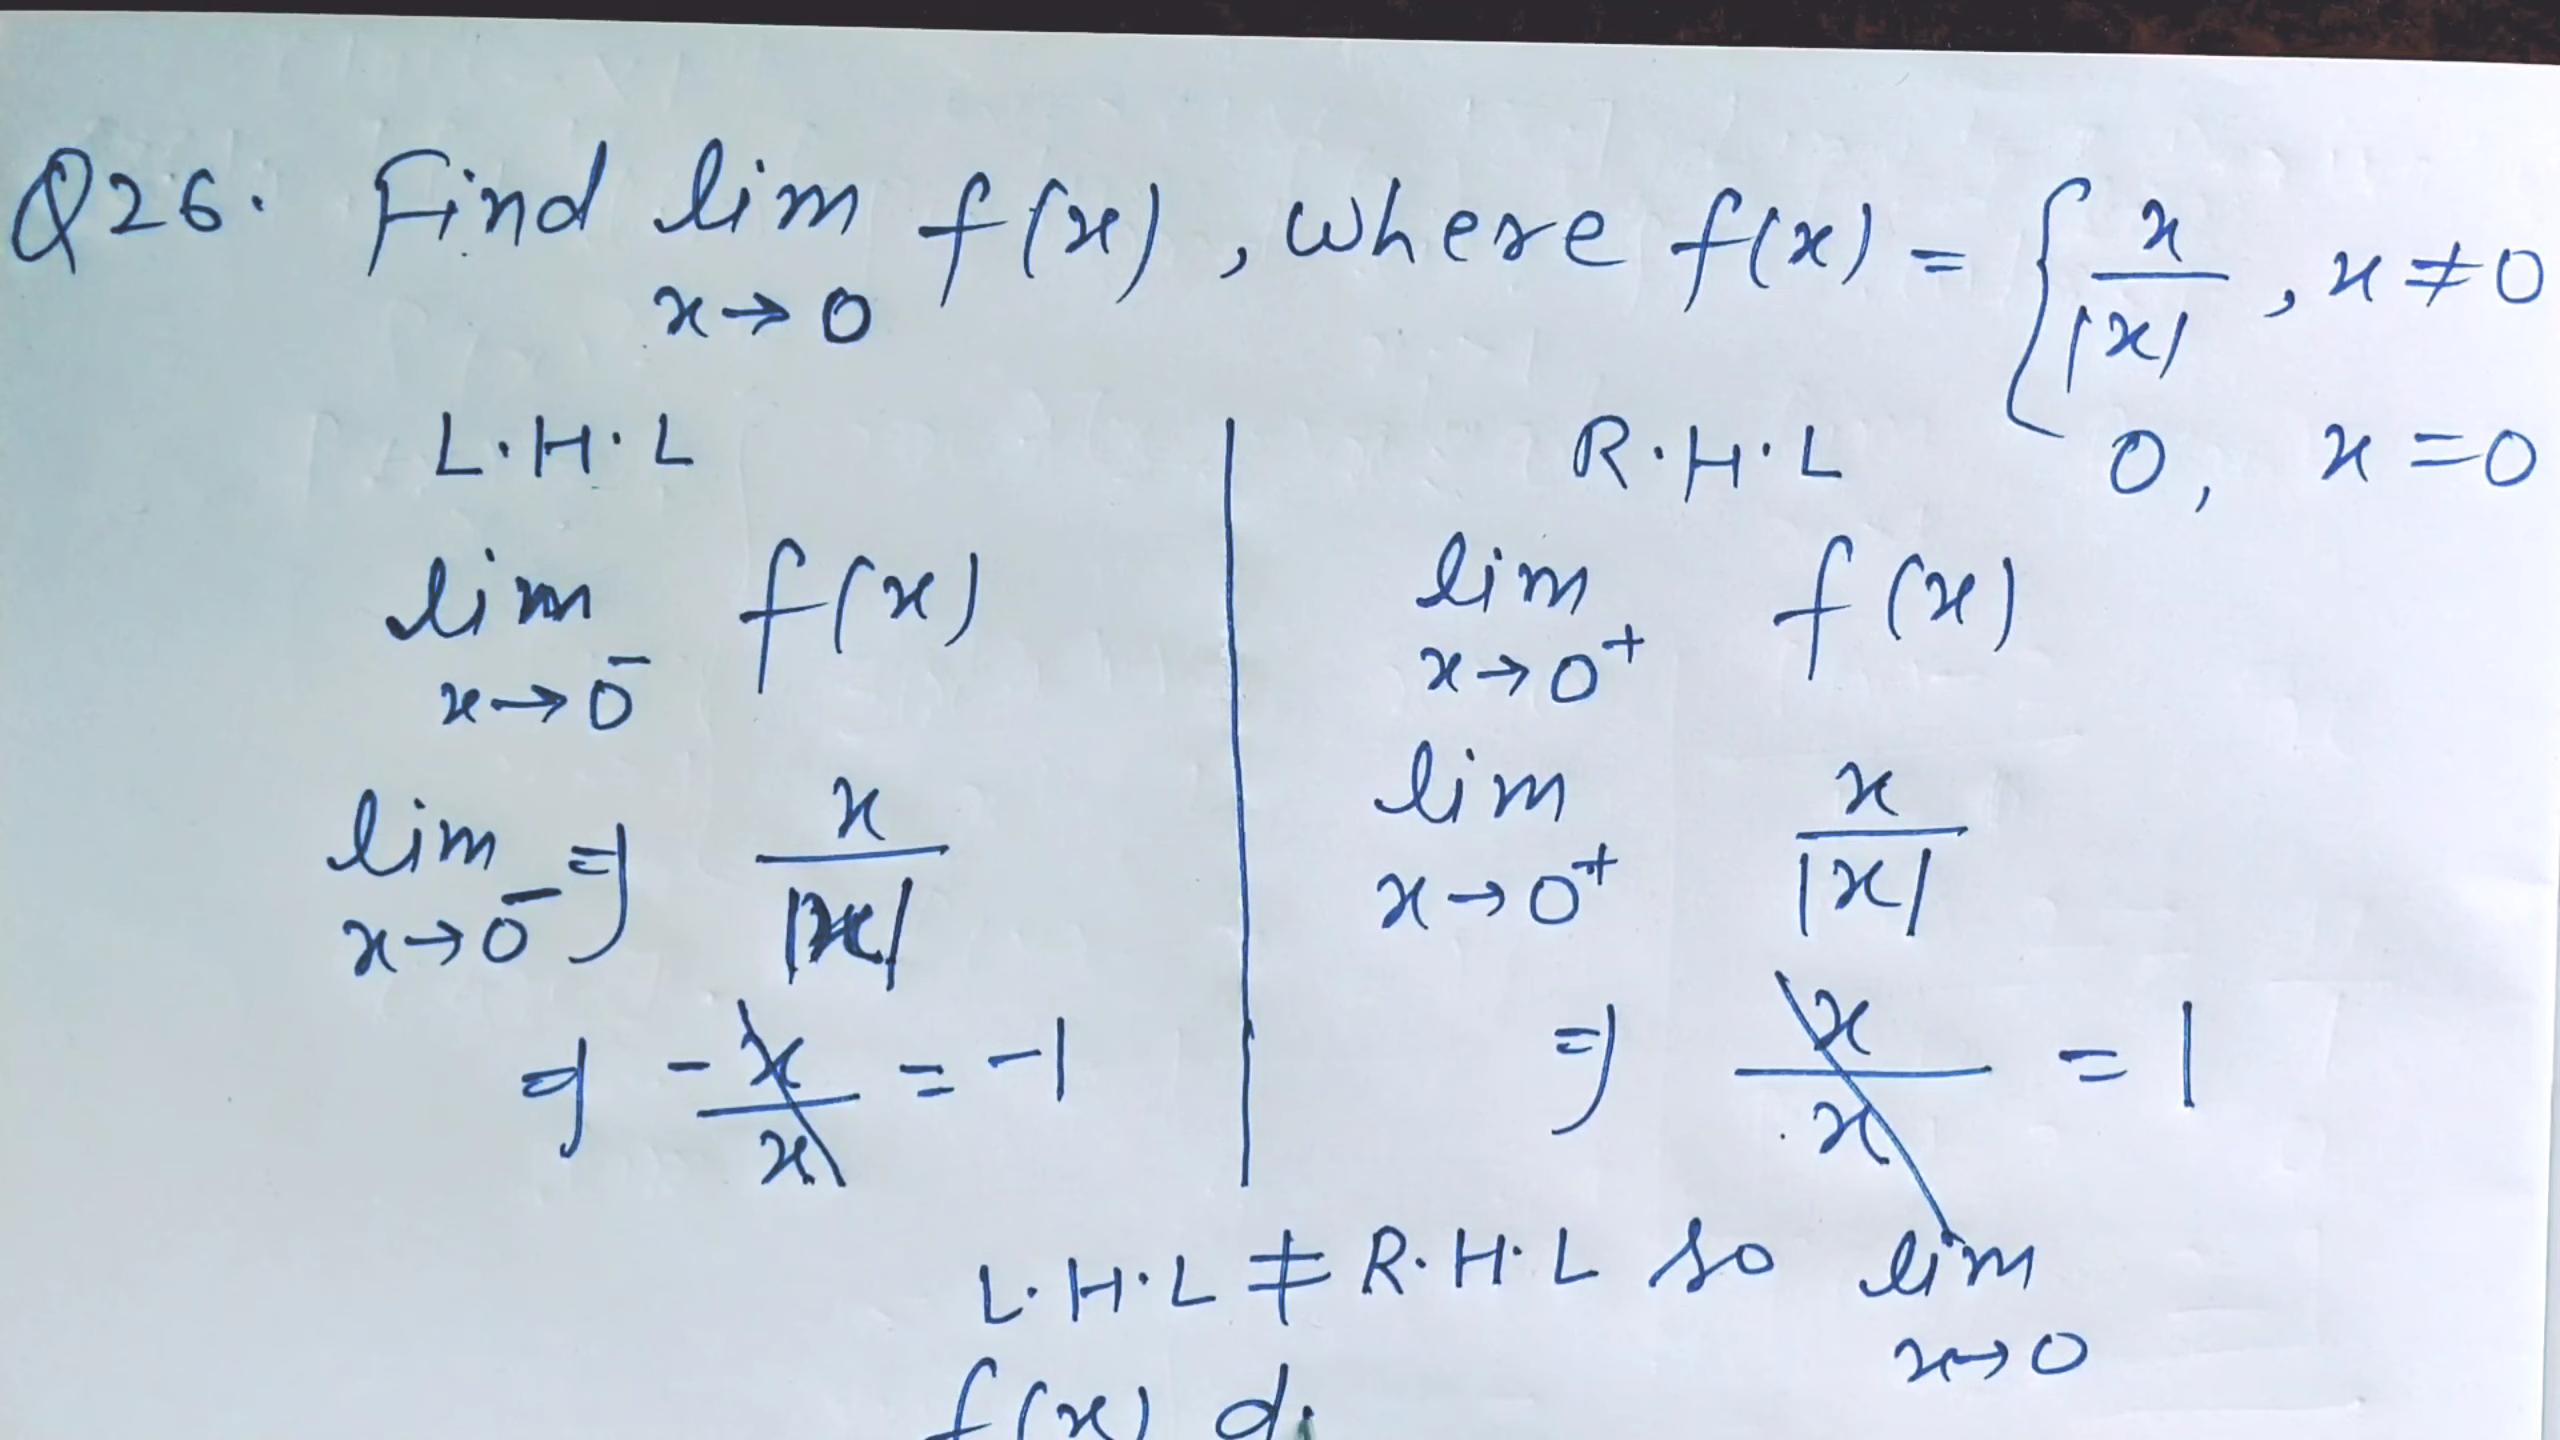 Q26. Find lim x→0 f(x), where f(x) = { x/|x|, x≠0
0, x=0
L.H.L
lim x→0⁻ f(x)
lim x→0⁻ ⇒ x/|x|
⇒ -x/x = -1
R.H.L
lim x→0⁺ f(x)
lim x→0⁺ x/|x|
⇒ x/x = 1
L.H.L ≠ R.H.L so lim x→0
f(x)